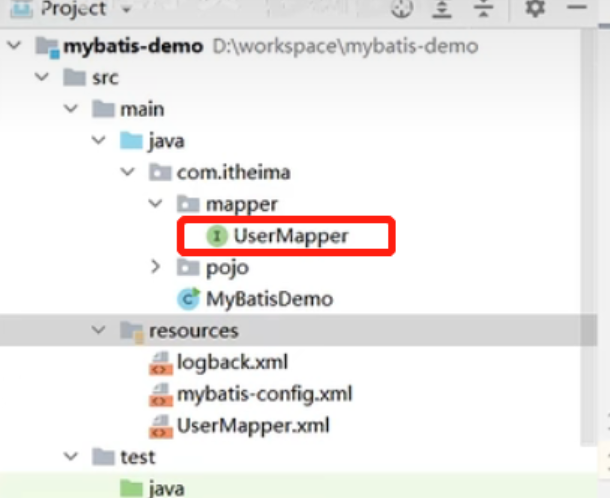 Project
mybatis-demo D:\workspace\mybatis-demo
src
main
java
com.itheima
mapper
I UserMapper
pojo
C MyBatisDemo
resources
logback.xml
mybatis-config.xml
UserMapper.xml
test
java